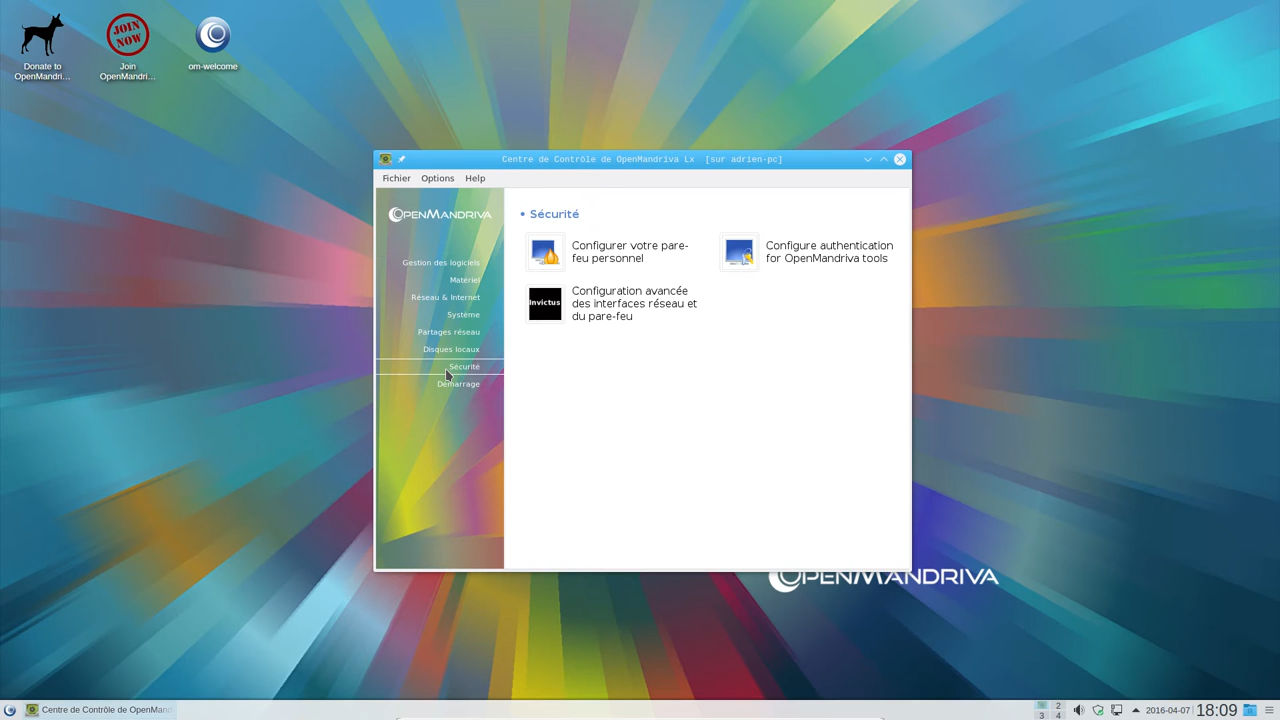 JOIN
NOW
Donate to
OpenMandri...
Join
OpenMandri...
om-welcome
Centre de Contrôle de OpenMandriva Lx [sur adrien-pc]
Fichier Options Help
OPENMANDRIVA
Gestion des logiciels
Matériel
Réseau & Internet
Système
Partages réseau
Disques locaux
Sécurité
Démarrage
• Sécurité
Configurer votre pare-
feu personnel
Configure authentication
for OpenMandriva tools
Invictus
Configuration avancée
des interfaces réseau et
du pare-feu
OPENMANDRIVA
Centre de Contrôle de OpenMand
2
3 4
2016-04-07 18:09